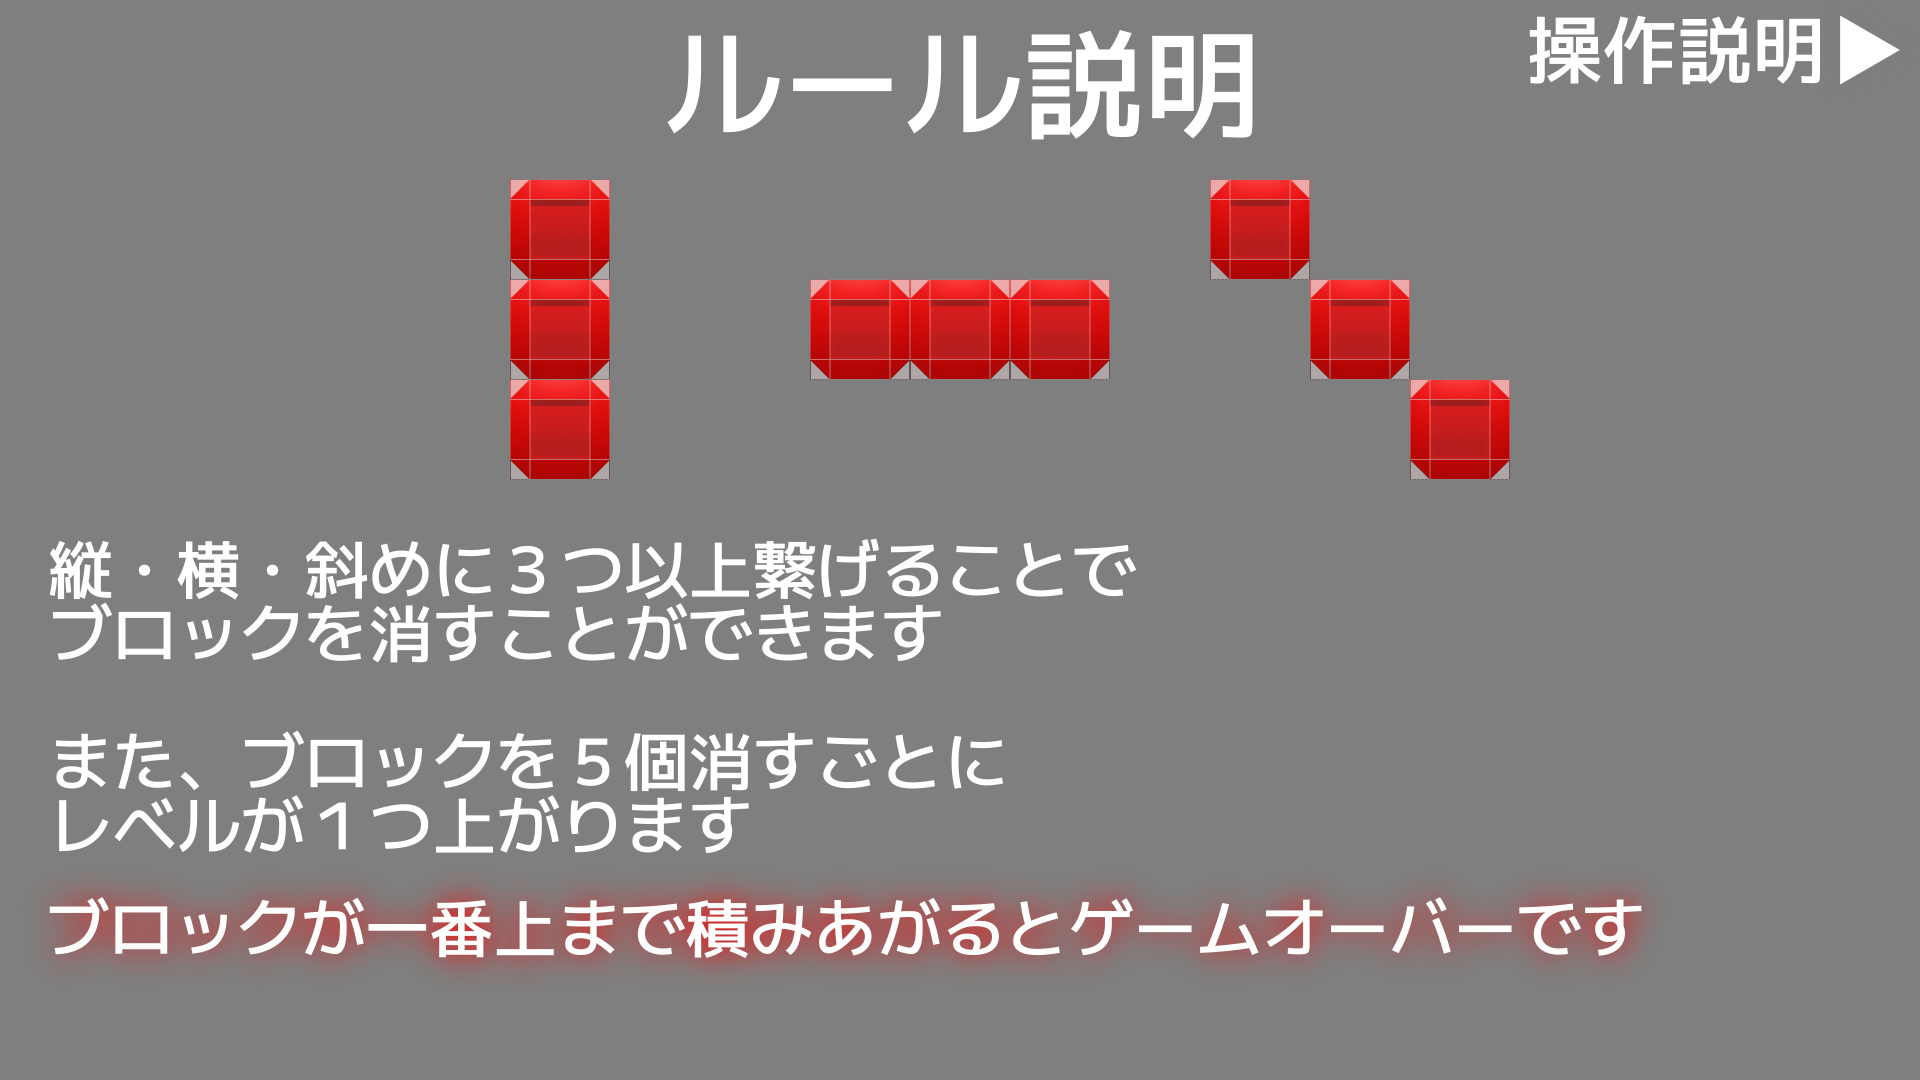 ルール説明
操作説明▶
縦・横・斜めに３つ以上繋げることで
ブロックを消すことができます
また、ブロックを５個消すごとに
レベルが１つ上がります
ブロックが一番上まで積みあがるとゲームオーバーです